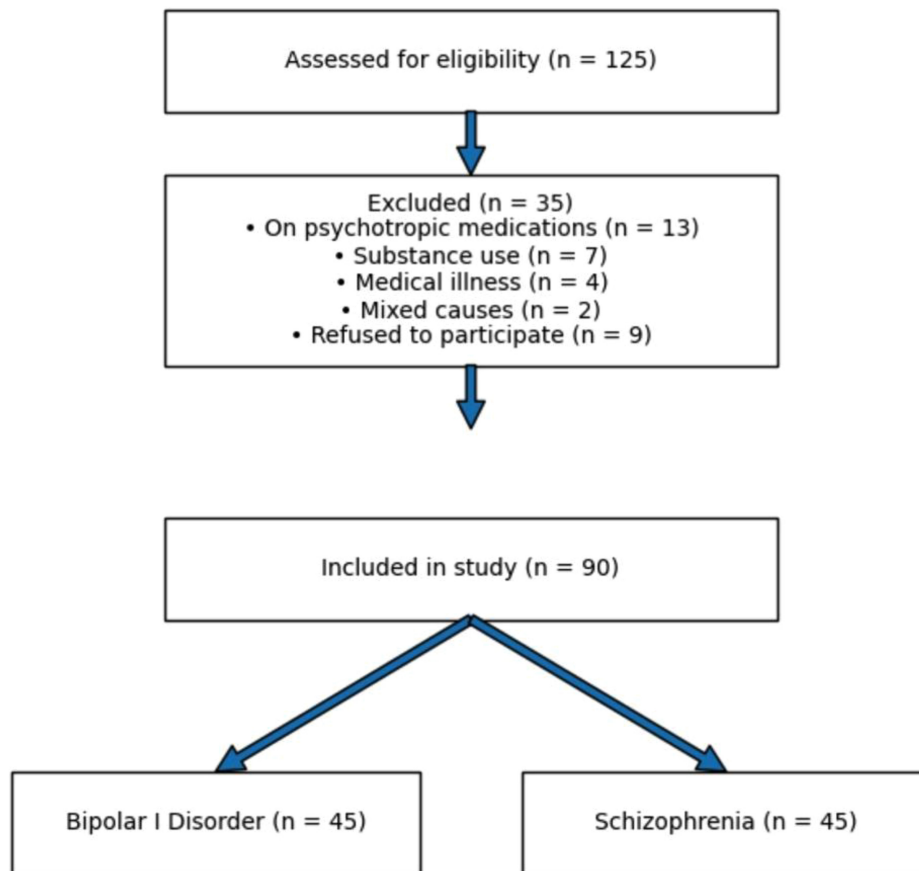 Assessed for eligibility (n = 125)
Excluded (n = 35)
• On psychotropic medications (n = 13)
• Substance use (n = 7)
• Medical illness (n = 4)
• Mixed causes (n = 2)
• Refused to participate (n = 9)
Included in study (n = 90)
Bipolar I Disorder (n = 45)
Schizophrenia (n = 45)